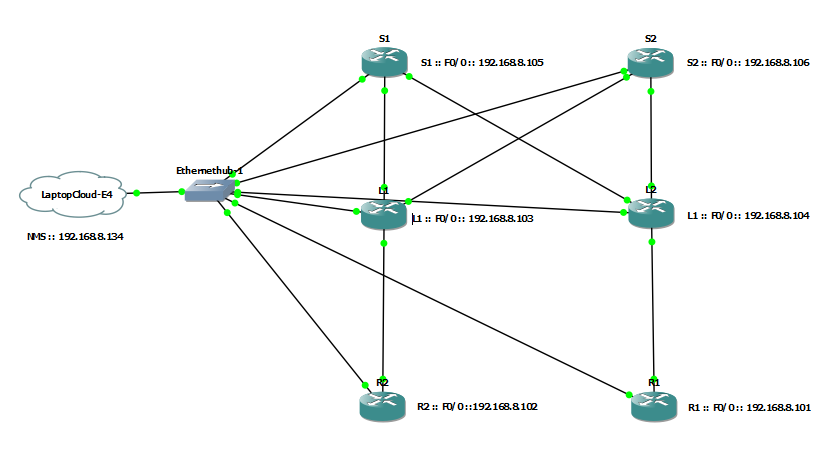 S1
S2
S1 :: F0/0 :: 192.168.8.105
S2 :: F0/0 :: 192.168.8.106
Ethernethub-1
LaptopCloud-E4
L1
L2
L1 :: F0/0 :: 192.168.8.103
L1 :: F0/0 :: 192.168.8.104
NMS :: 192.168.8.134
R2
R1
R2 :: F0/0 ::192.168.8.102
R1 :: F0/0 :: 192.168.8.101